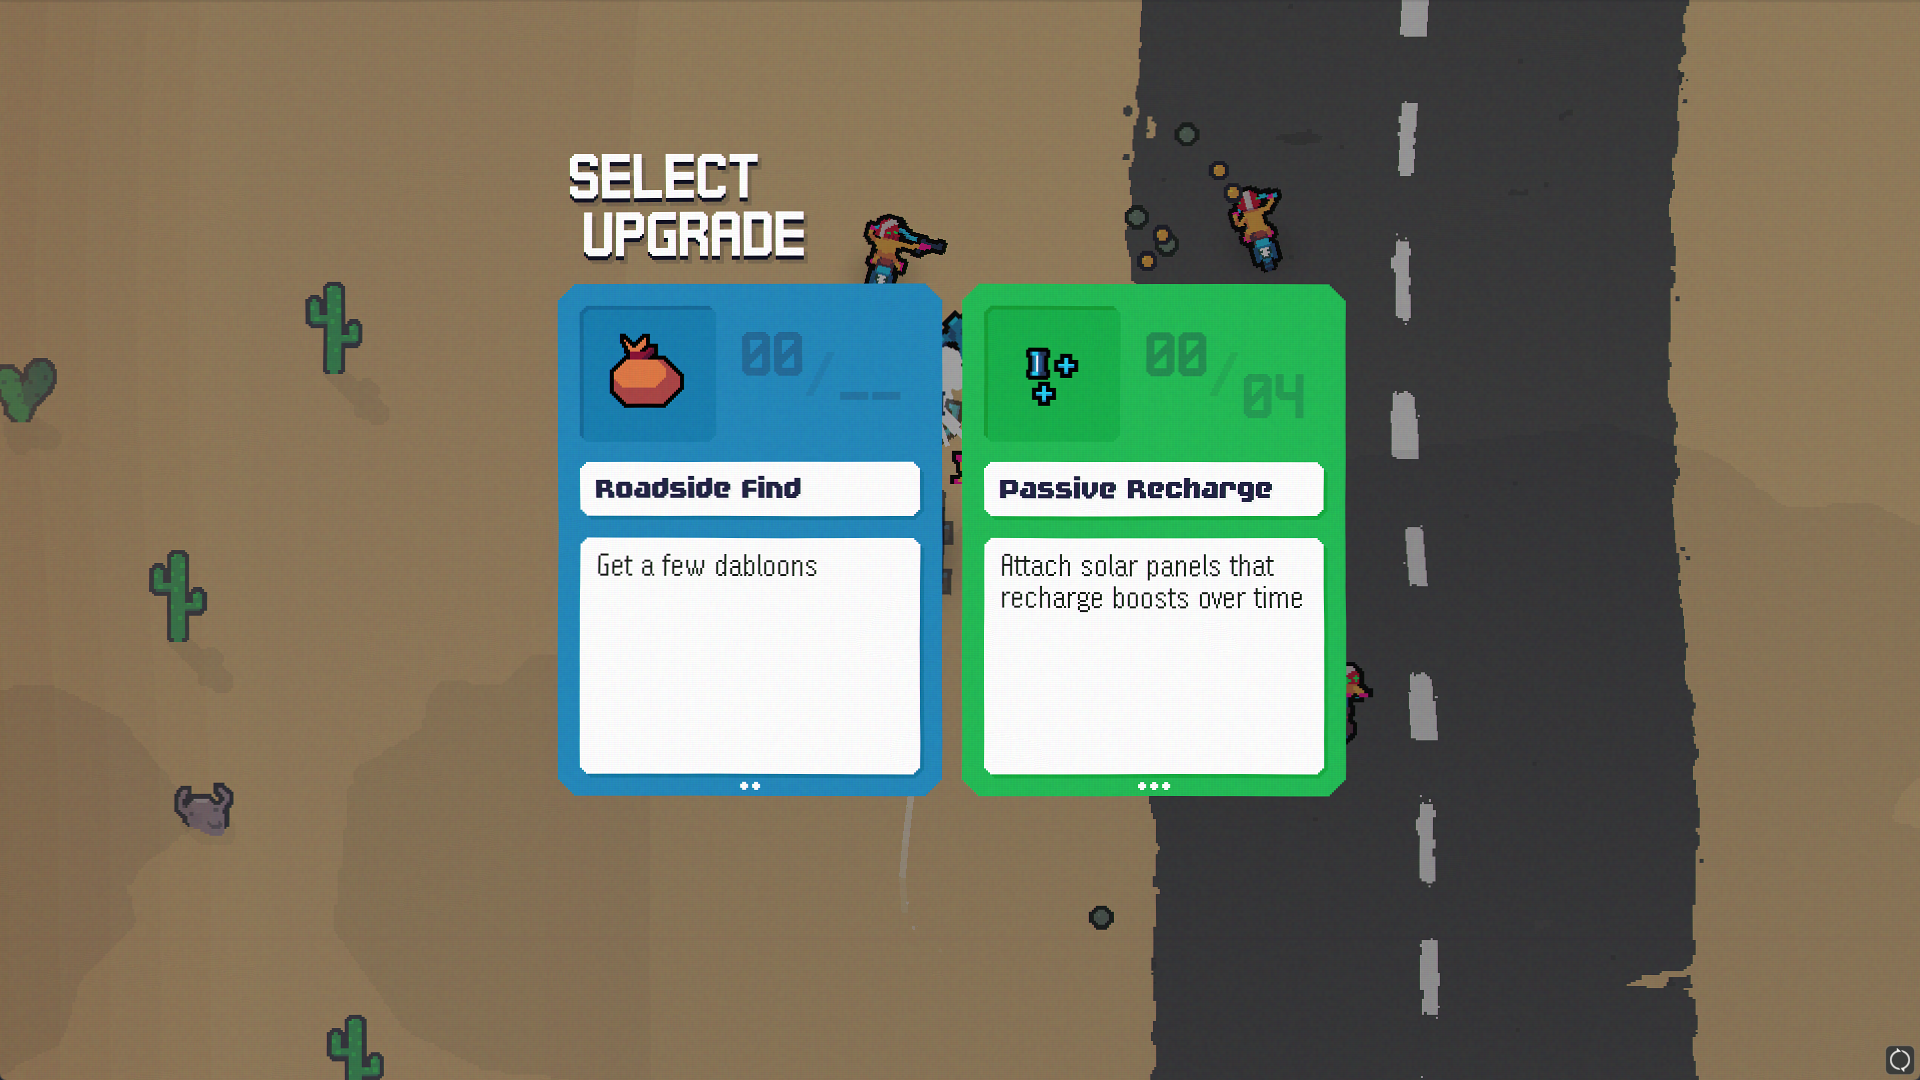 SELECT
UPGRADE
00/__
Roadside Find
Get a few dabloons
00/04
Passive Recharge
Attach solar panels that
recharge boosts over time